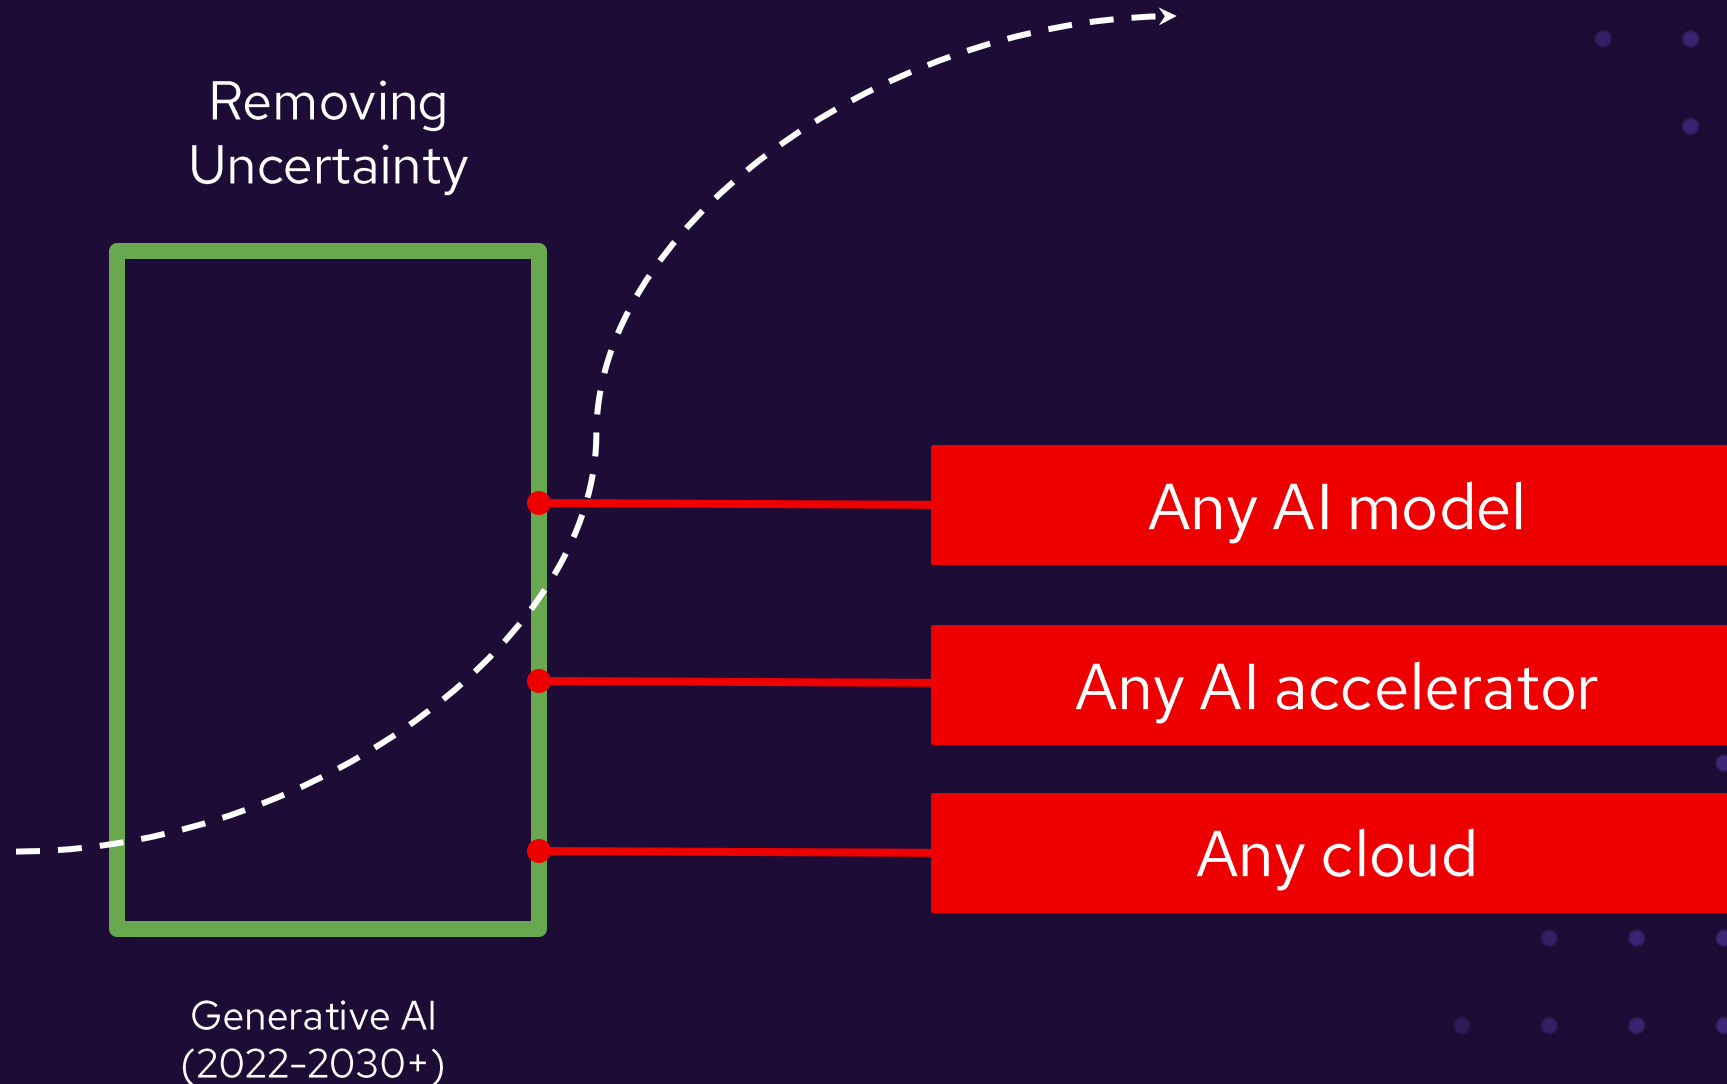 Removing
Uncertainty
Any AI model
Any AI accelerator
Any cloud
Generative AI
(2022-2030+)